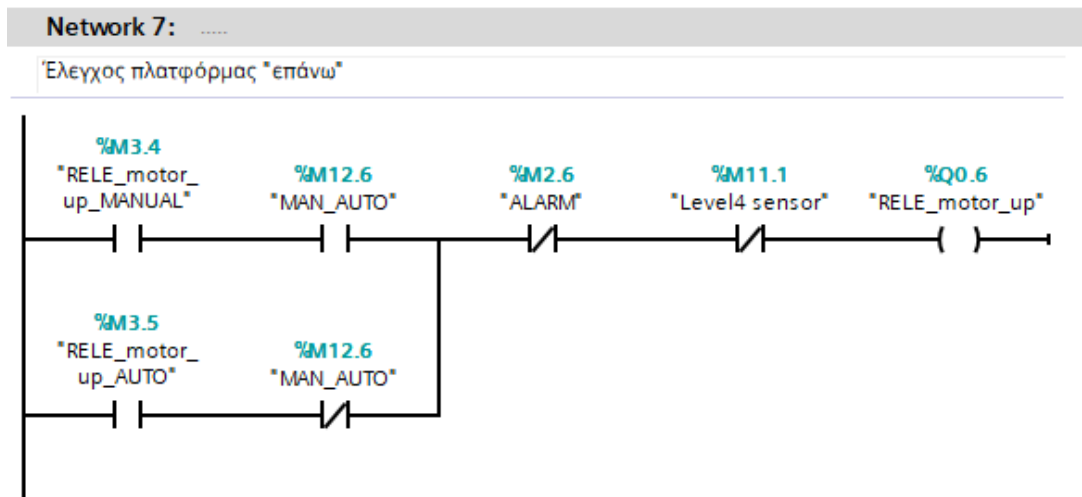 Network 7: .....
Έλεγχος πλατφόρμας "επάνω"
%M3.4
"RELE_motor_
up_MANUAL"
%M12.6
"MAN_AUTO"
%M2.6
"ALARM"
%M11.1
"Level4 sensor"
%Q0.6
"RELE_motor_up"
%M3.5
"RELE_motor_
up_AUTO"
%M12.6
"MAN_AUTO"